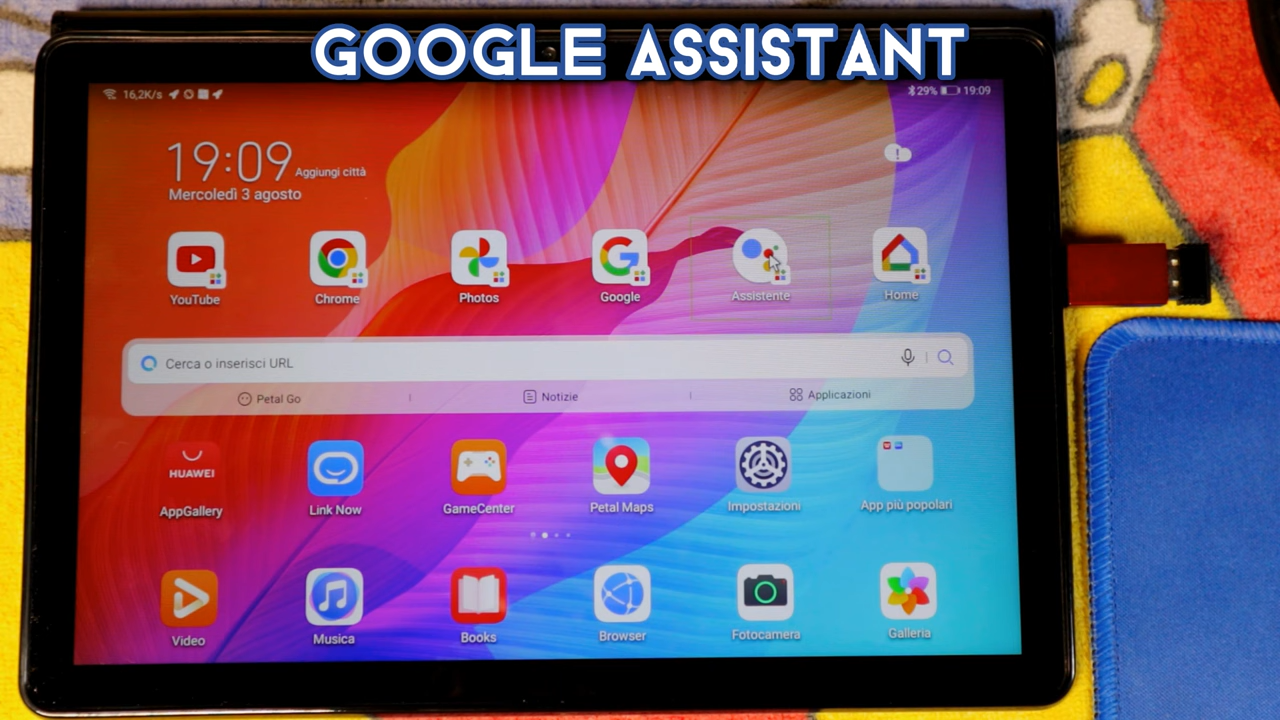 GOOGLE ASSISTANT
16,2K/s
29% 19:09
19:09 Aggiungi città
Mercoledì 3 agosto
YouTube Chrome Photos Google Assistente Home
Cerca o inserisci URL
Petal Go Notizie Applicazioni
HUAWEI
AppGallery Link Now GameCenter Petal Maps Impostazioni App più popolari
Video Musica Books Browser Fotocamera Galleria